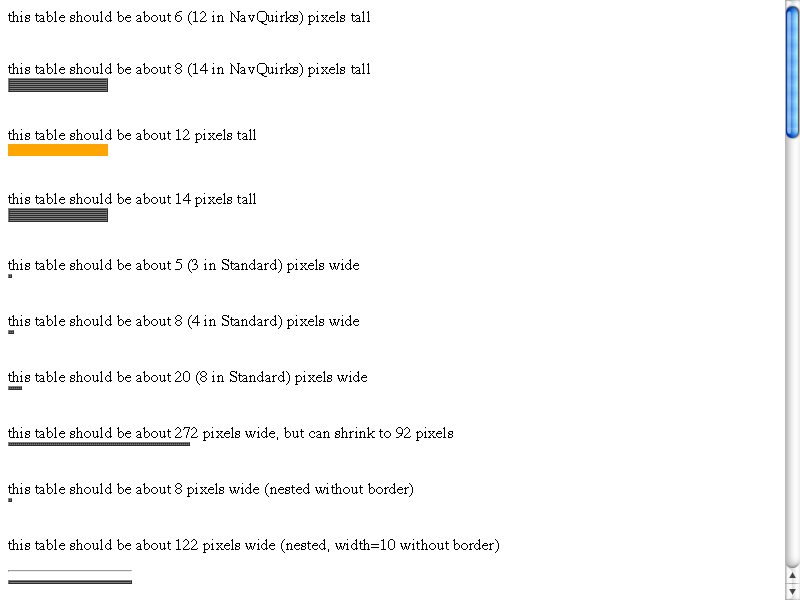 this table should be about 6 (12 in NavQuirks) pixels tall
this table should be about 8 (14 in NavQuirks) pixels tall
this table should be about 12 pixels tall
this table should be about 14 pixels tall
this table should be about 5 (3 in Standard) pixels wide
this table should be about 8 (4 in Standard) pixels wide
this table should be about 20 (8 in Standard) pixels wide
this table should be about 272 pixels wide, but can shrink to 92 pixels
this table should be about 8 pixels wide (nested without border)
this table should be about 122 pixels wide (nested, width=10 without border)